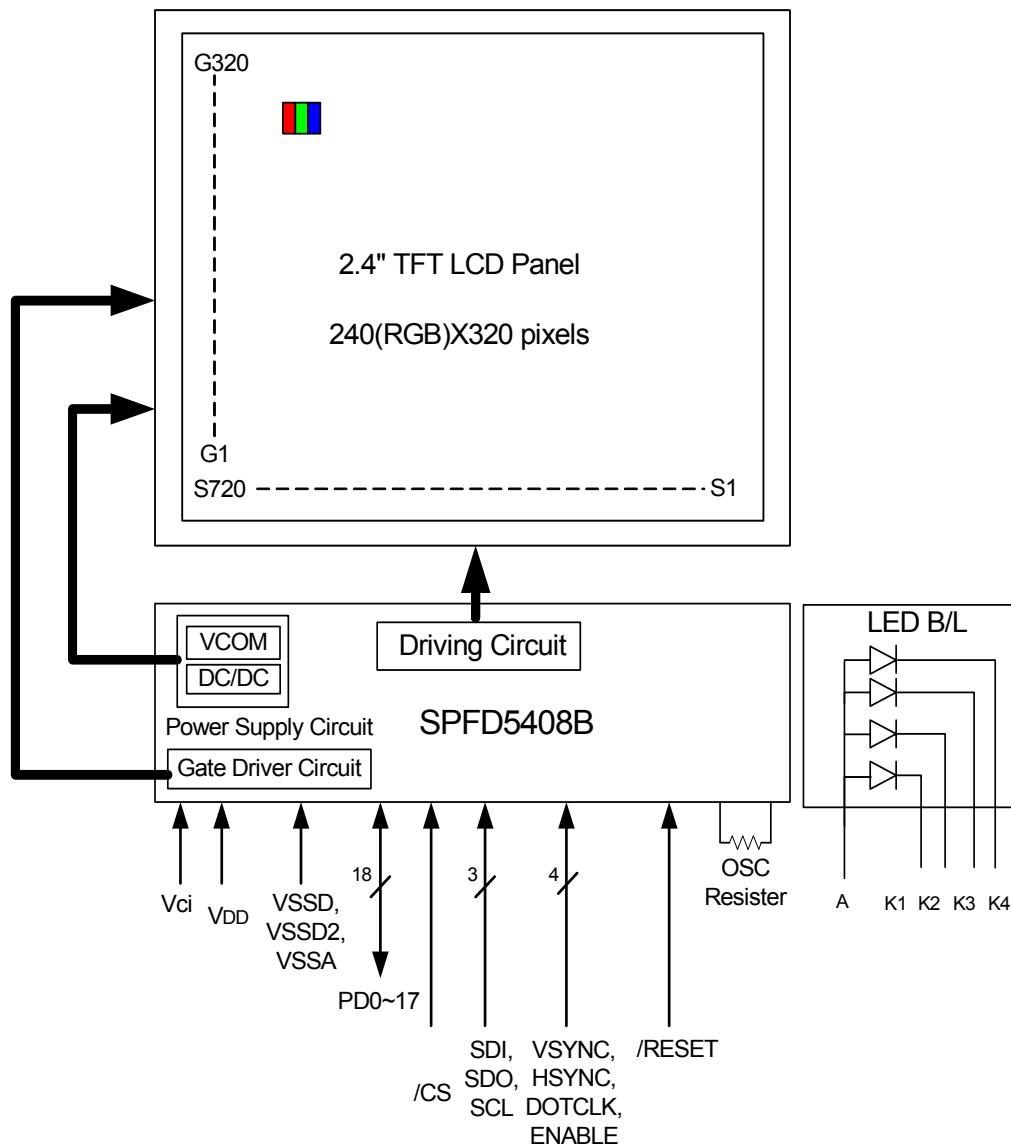 G320
2.4" TFT LCD Panel
240(RGB)X320 pixels
G1
S720
S1
VCOM
DC/DC
Power Supply Circuit
Gate Driver Circuit
Driving Circuit
SPFD5408B
LED B/L
OSC
Resister
A
K1
K2
K3
K4
18
3
4
Vci
VDD
VSSD,
VSSD2,
VSSA
PD0~17
/CS
SDI,
SDO,
SCL
VSYNC,
HSYNC,
DOTCLK,
ENABLE
/RESET